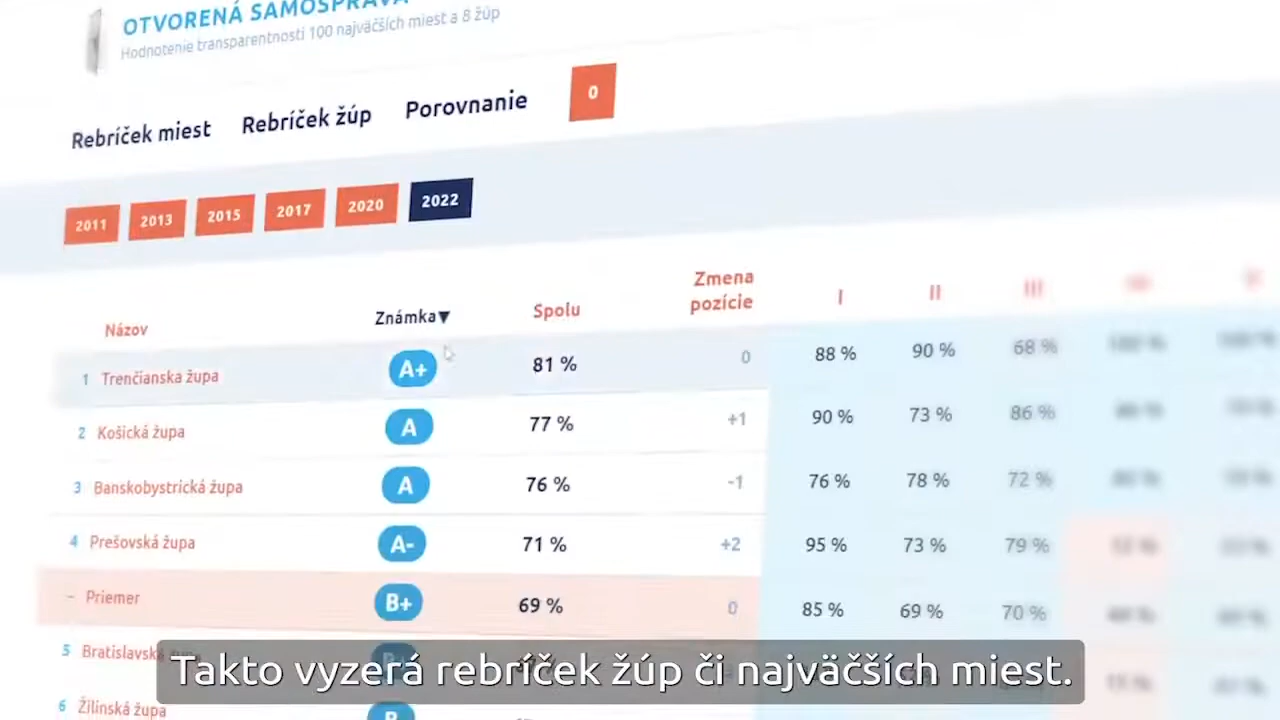 OTVORENÁ SAMOSPRÁVA
Hodnotenie transparentnosti 100 najväčších miest a 8 žúp
Rebríček miest Rebríček žúp Porovnanie 0
2011 2013 2015 2017 2020 2022
Názov Známka▼ Spolu Zmena pozície I II III
1 Trenčianska župa A+ 81 % 0 88 % 90 % 68 %
2 Košická župa A 77 % +1 90 % 73 % 86 %
3 Banskobystrická župa A 76 % -1 76 % 78 % 72 %
4 Prešovská župa A- 71 % +2 95 % 73 % 79 %
– Priemer B+ 69 % 0 85 % 69 % 70 %
5 Bratislavská
6 Žilinská župa
Takto vyzerá rebríček žúp či najväčších miest.